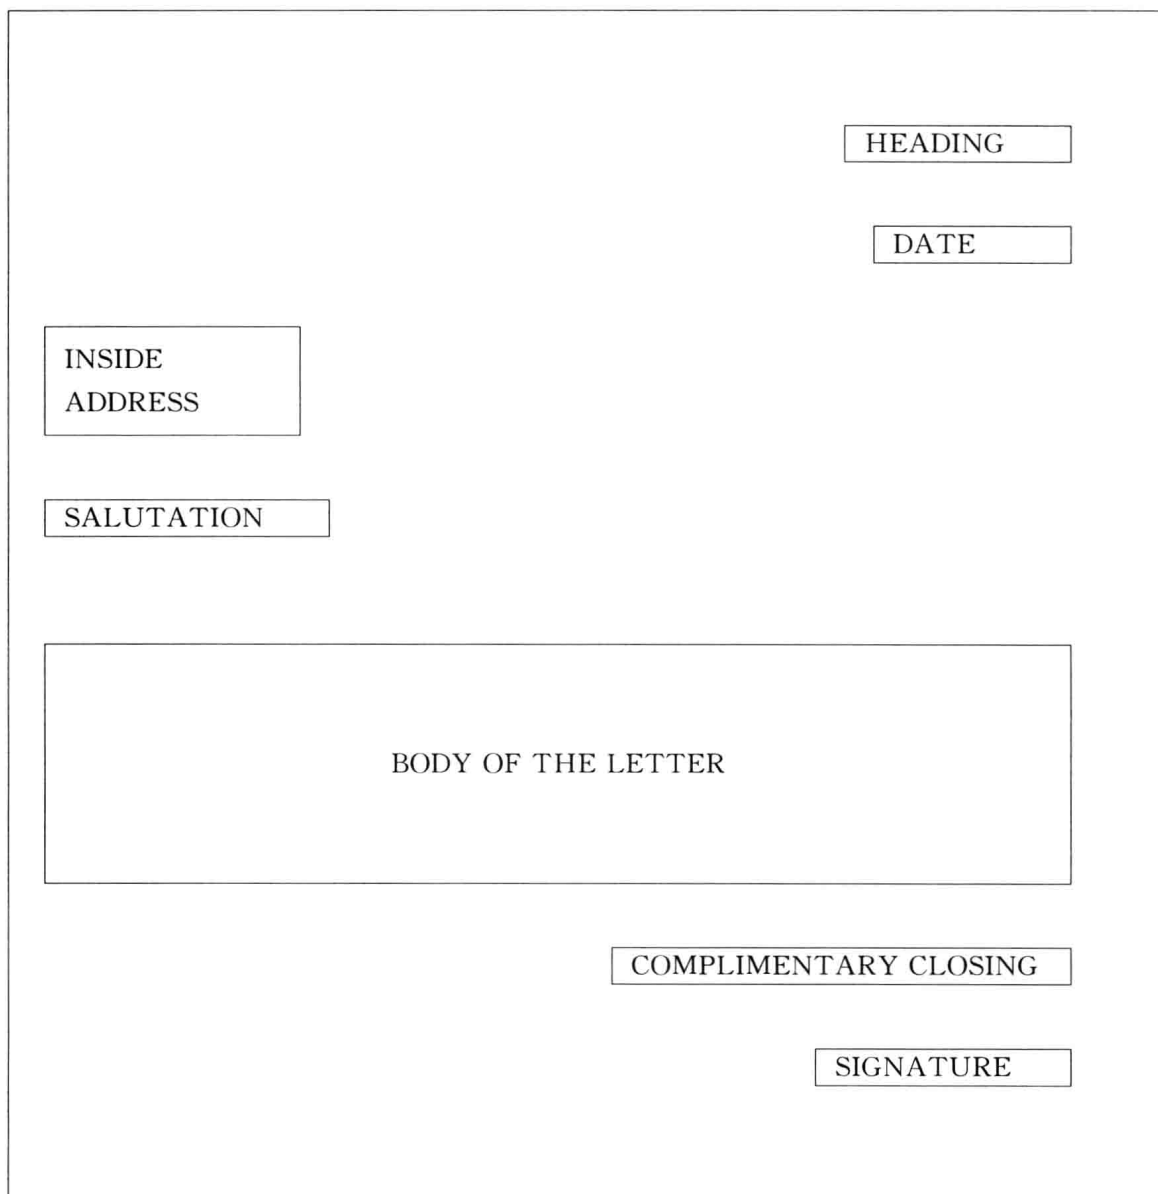 HEADING
DATE
INSIDE
ADDRESS
SALUTATION
BODY OF THE LETTER
COMPLIMENTARY CLOSING
SIGNATURE